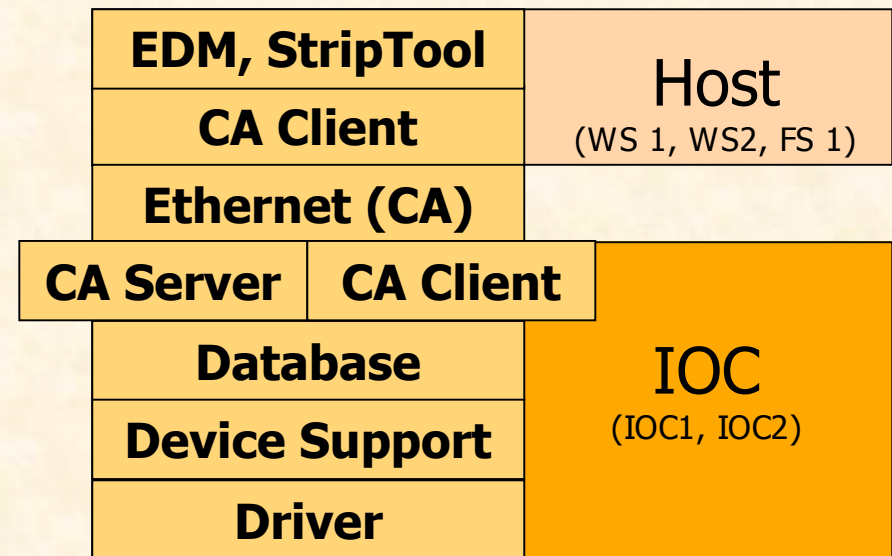 EDM, StripTool
CA Client
Host
(WS 1, WS2, FS 1)
Ethernet (CA)
CA Server
CA Client
Database
Device Support
Driver
IOC
(IOC1, IOC2)